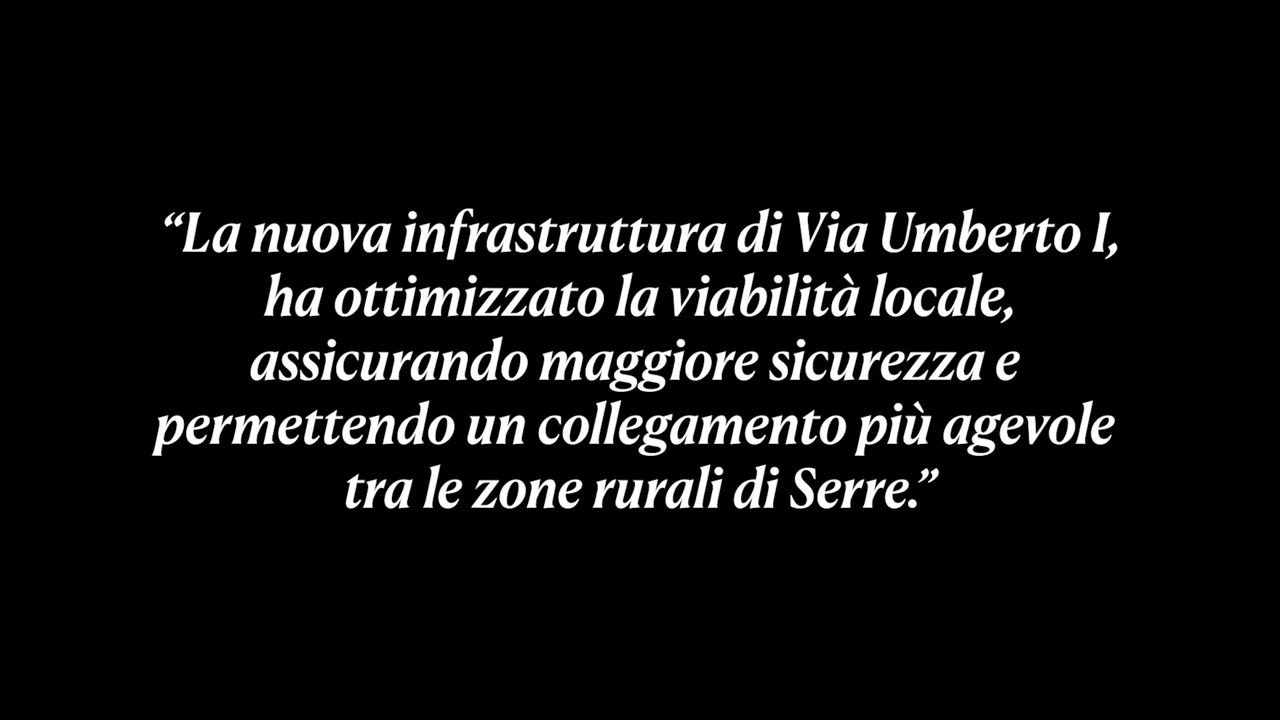 “La nuova infrastruttura di Via Umberto I,
ha ottimizzato la viabilità locale,
assicurando maggiore sicurezza e
permettendo un collegamento più agevole
tra le zone rurali di Serre.”